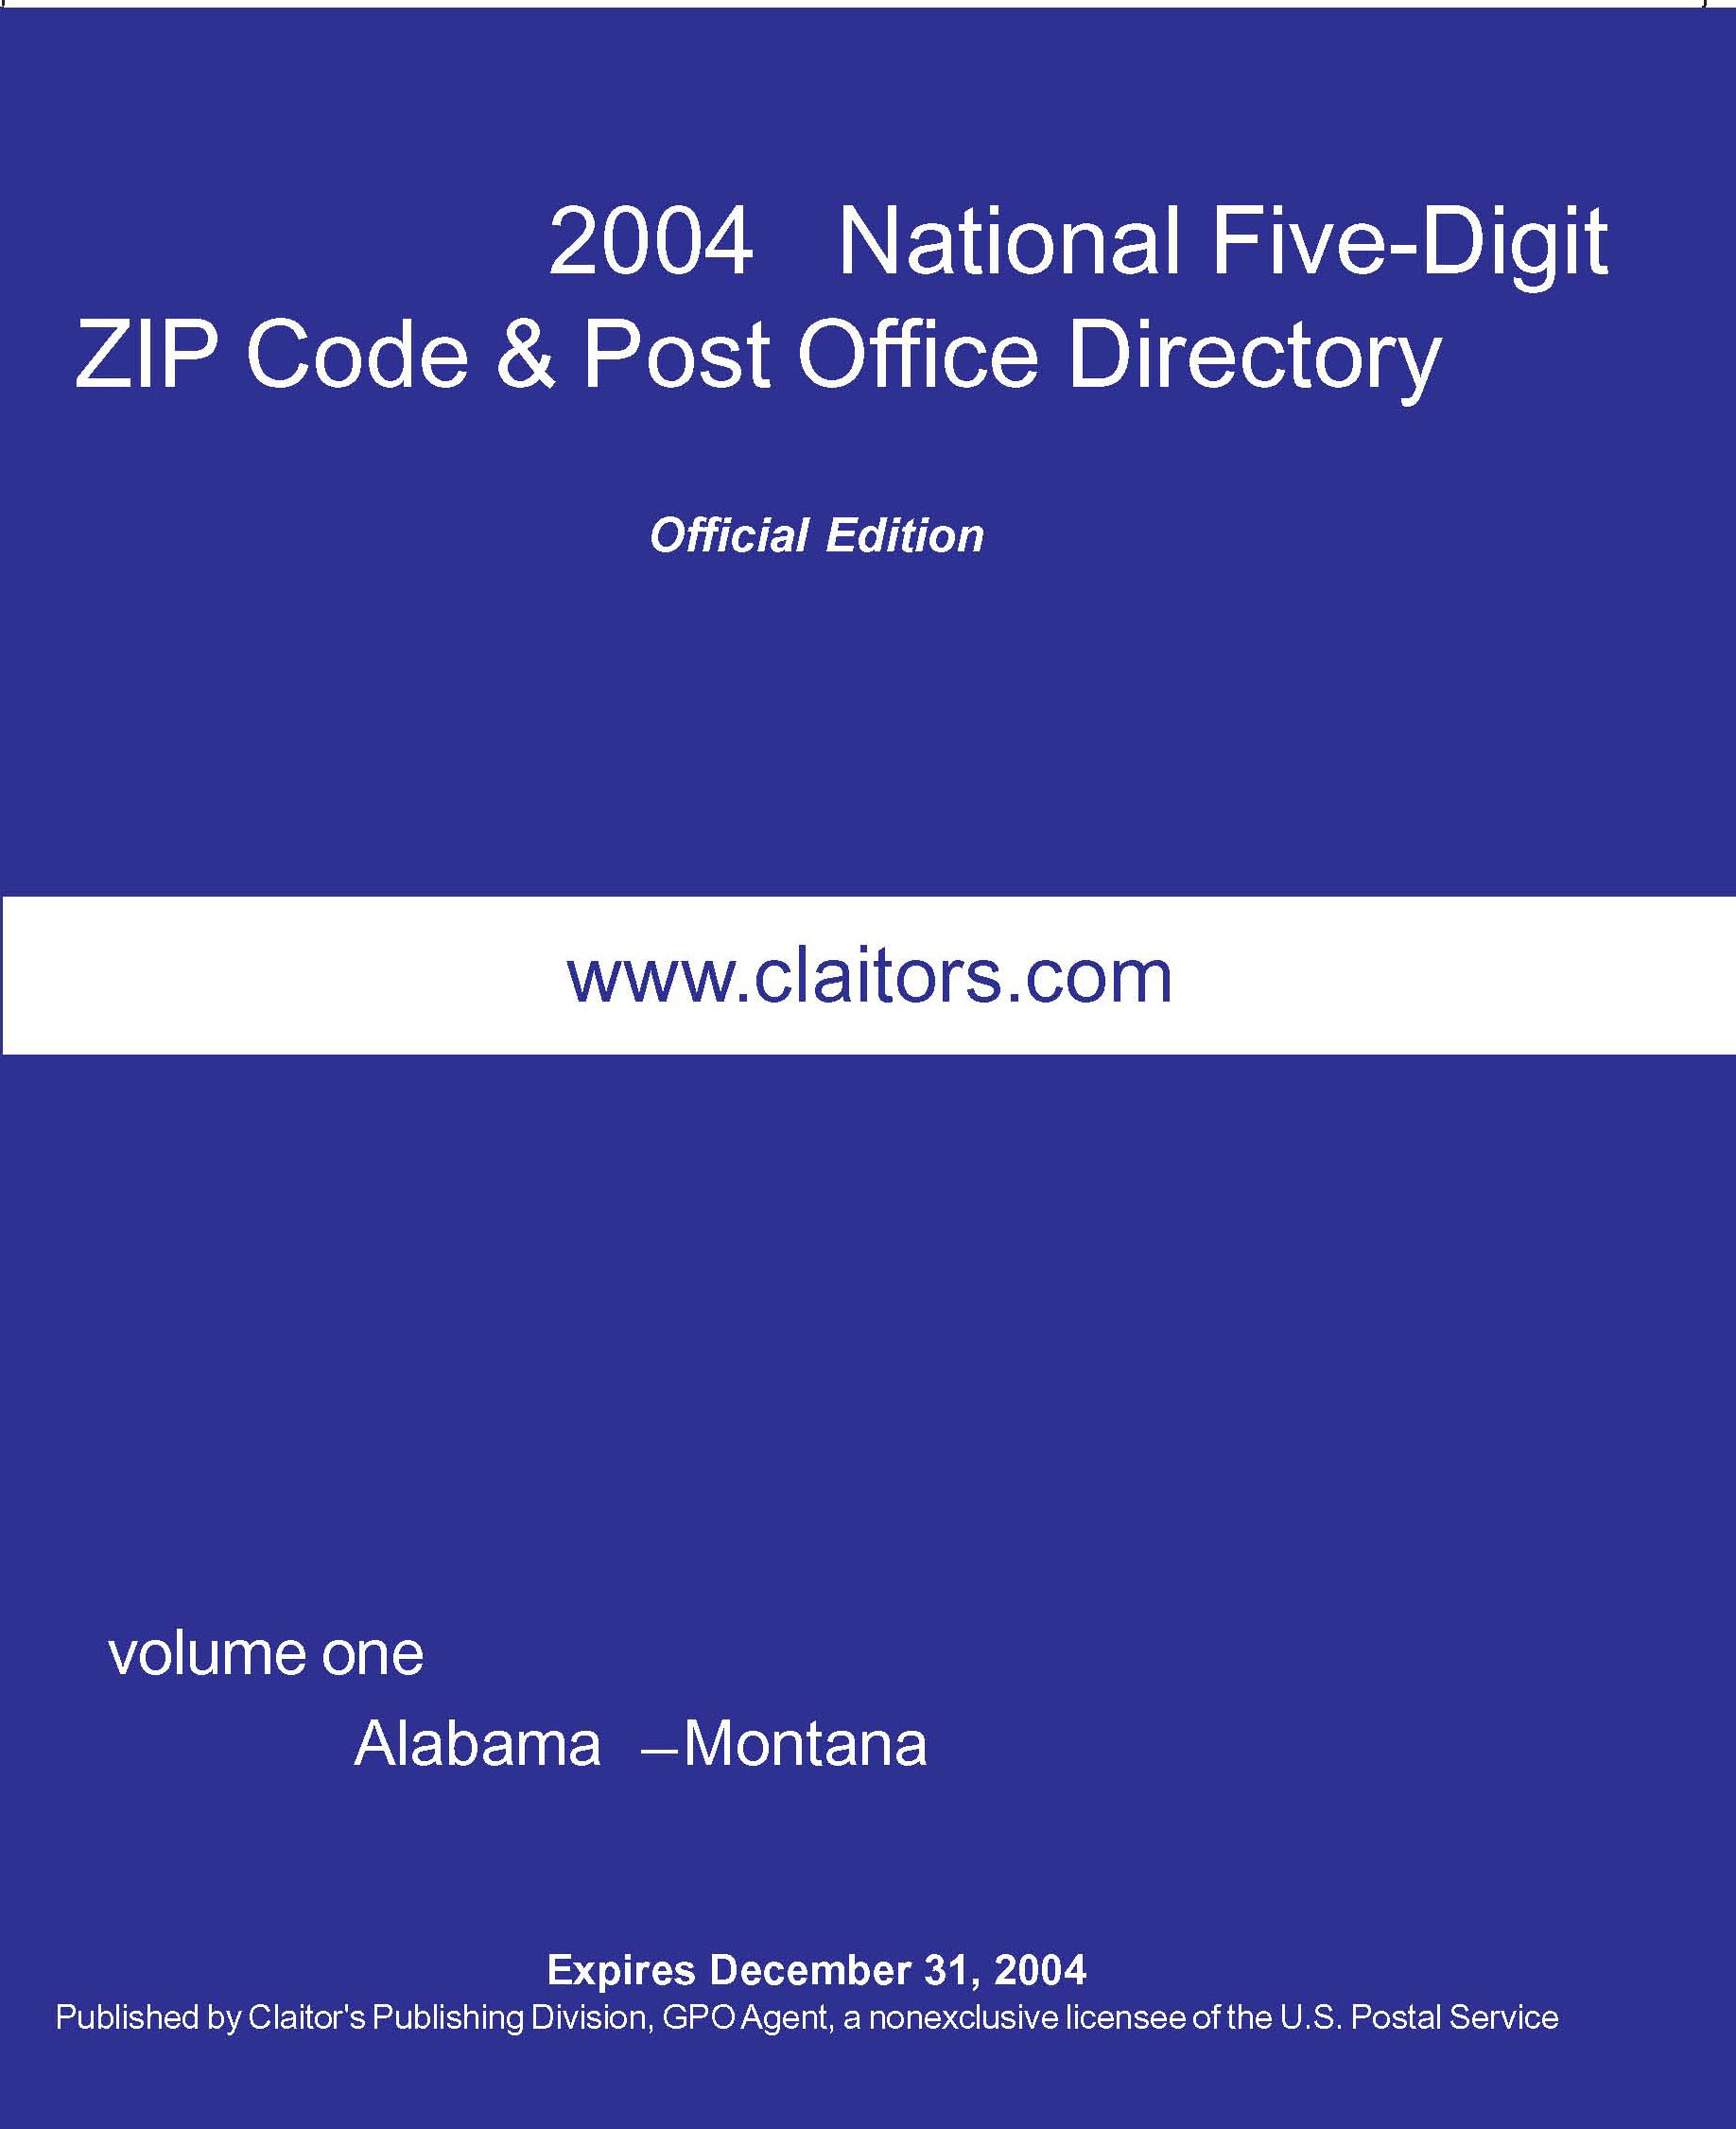 2004 National Five-Digit
ZIP Code & Post Office Directory
Official Edition
www.claitors.com
volume one
Alabama –Montana
Expires December 31, 2004
Published by Claitor's Publishing Division, GPO Agent, a nonexclusive licensee of the U.S. Postal Service